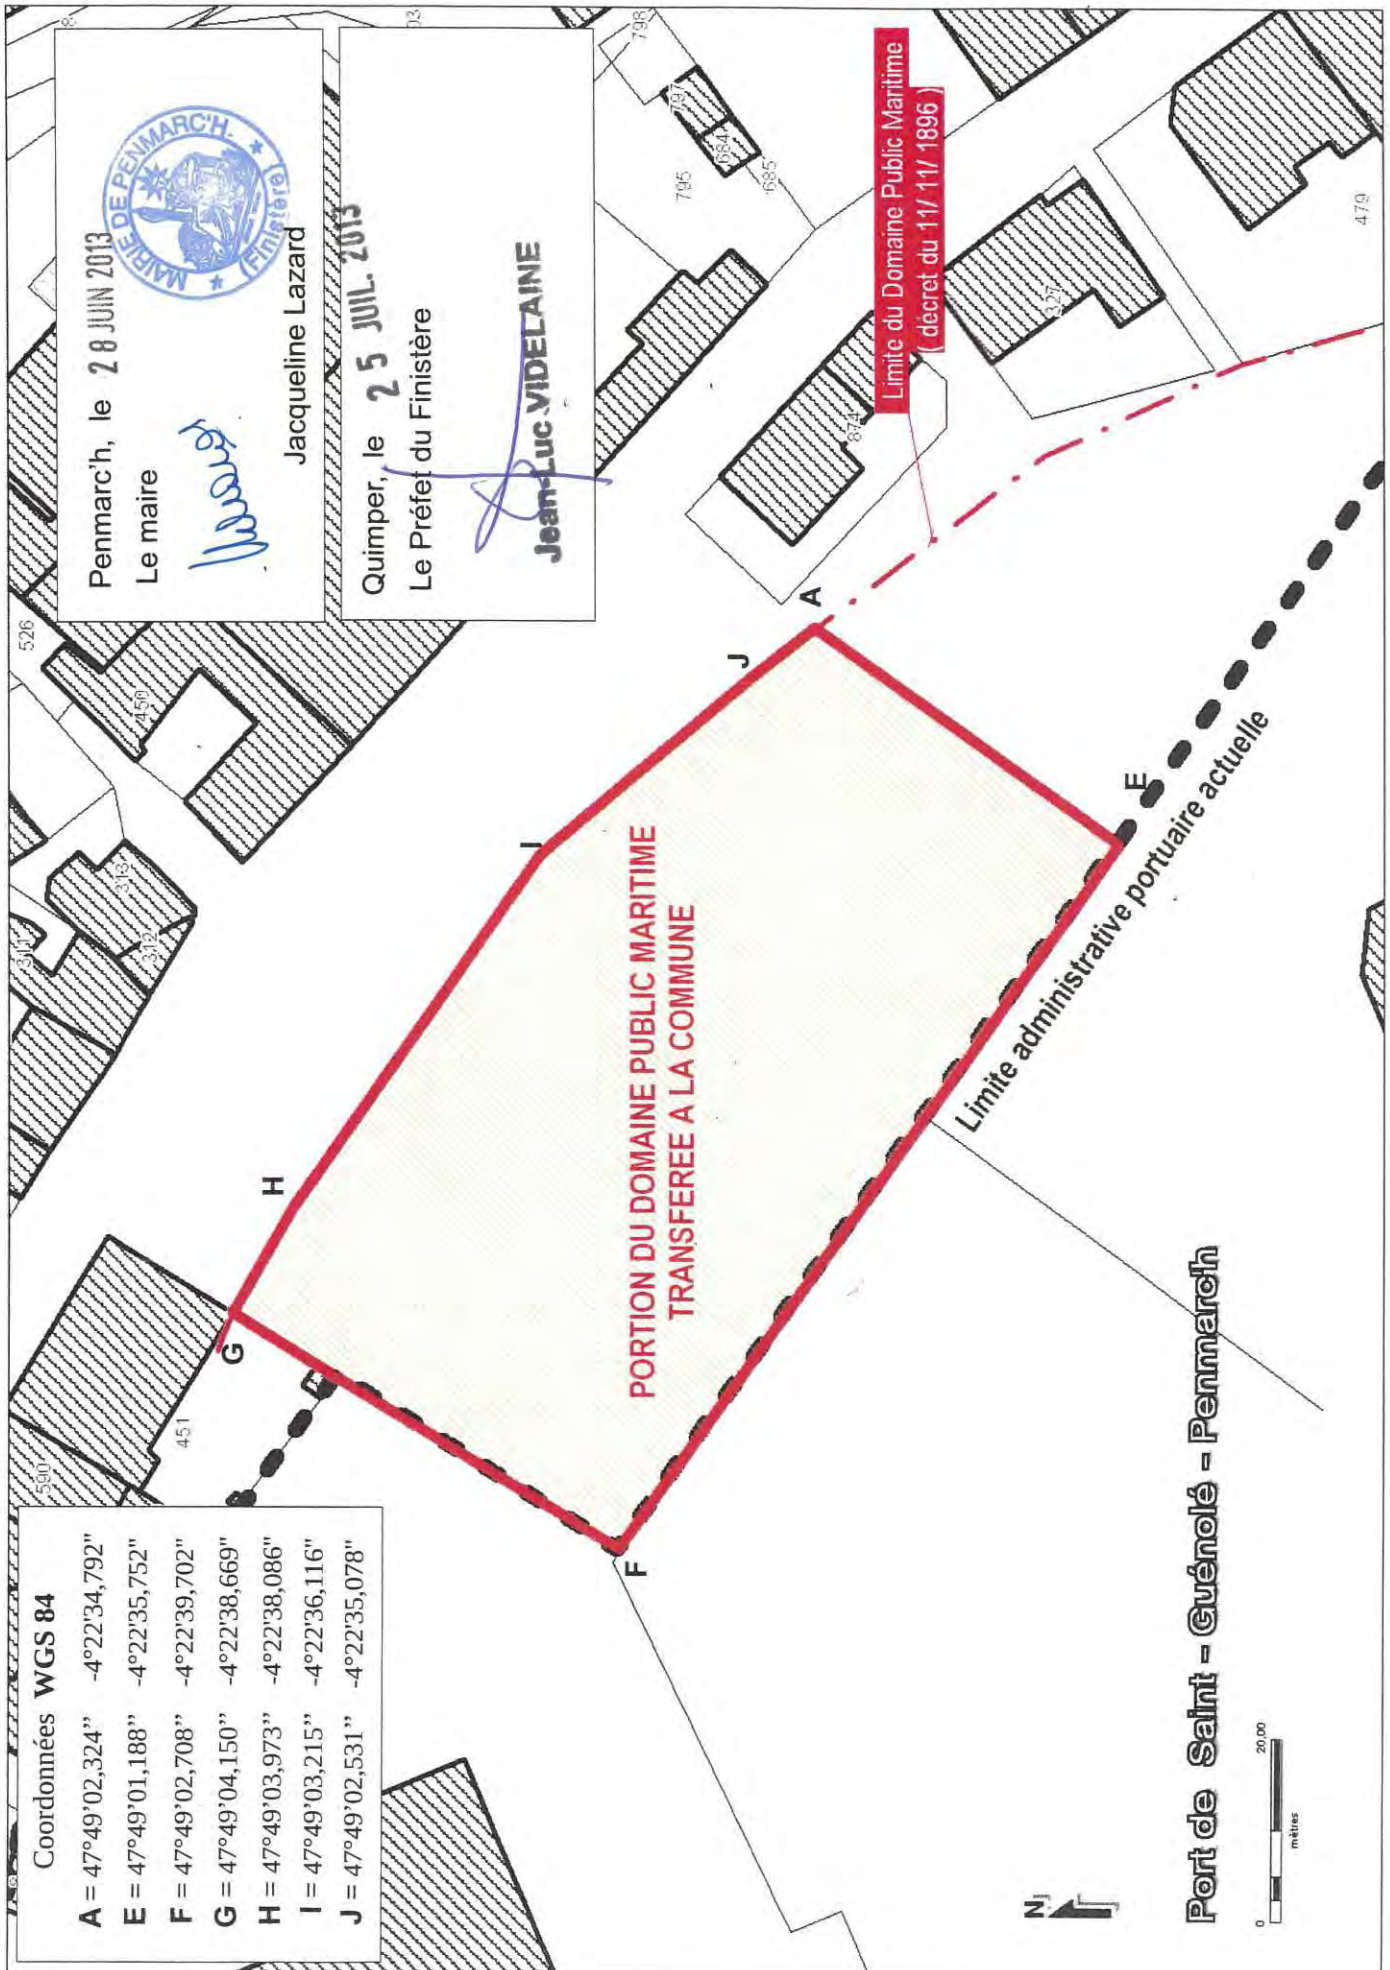 Coordonnées WGS 84
A = 47°49'02,324'' -4°22'34,792"
E = 47°49'01,188'' -4°22'35,752"
F = 47°49'02,708'' -4°22'39,702"
G = 47°49'04,150'' -4°22'38,669"
H = 47°49'03,973'' -4°22'38,086"
I = 47°49'03,215'' -4°22'36,116"
J = 47°49'02,531'' -4°22'35,078"
Penmarc'h, le 28 JUIN 2013
Le maire
MAIRIE DE PENMARC'H
(Finistère)
Jacqueline Lazard
Quimper, le 25 JUIL. 2013
Le Préfet du Finistère
Jean-Luc VIDELAINE
590
451
311
312
313
450
526
798
797
684
685
795
874
327
479
G
H
I
J
A
E
F
PORTION DU DOMAINE PUBLIC MARITIME
TRANSFEREE A LA COMMUNE
Limite du Domaine Public Maritime
( décret du 11/ 11/ 1896 )
Limite administrative portuaire actuelle
N
Port de Saint - Guénolé - Penmarc'h
0
20,00
mètres